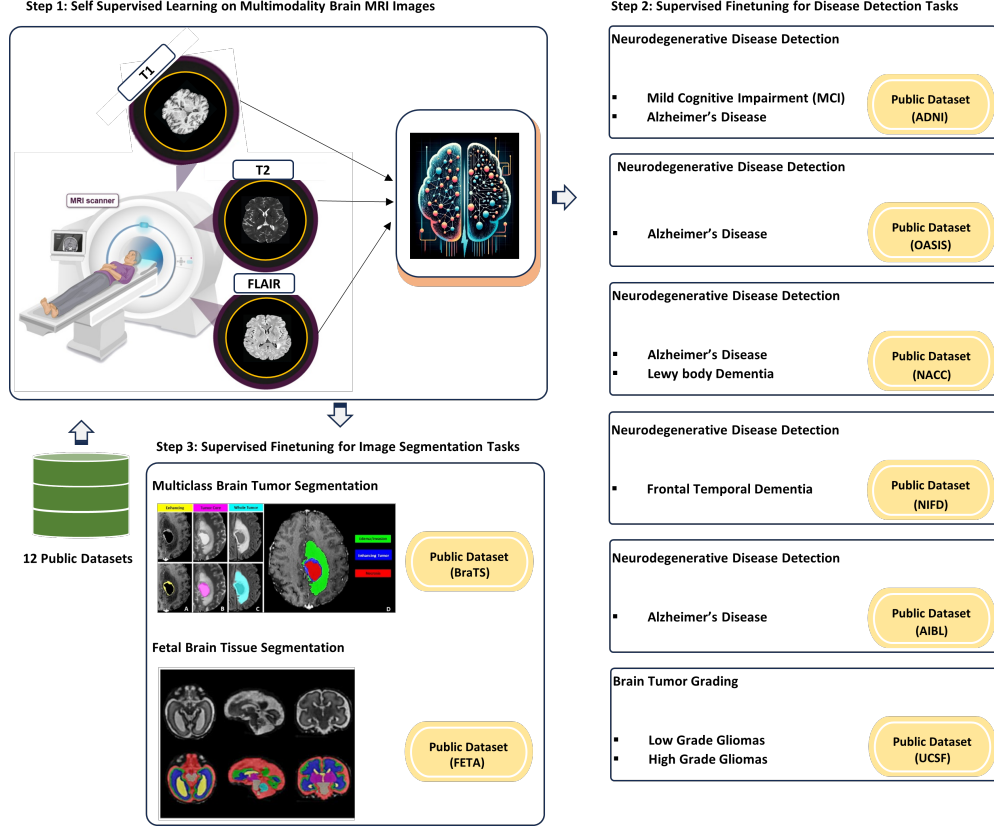 Step 1: Self Supervised Learning on Multimodality Brain MRI Images
T1
T2
MRI scanner
FLAIR
12 Public Datasets
Step 3: Supervised Finetuning for Image Segmentation Tasks
Multiclass Brain Tumor Segmentation
Enhancing
Whole Tumor
Enhancing Tumor
A
B
C
D
Public Dataset
(BraTS)
Fetal Brain Tissue Segmentation
Public Dataset
(FETA)
Step 2: Supervised Finetuning for Disease Detection Tasks
Neurodegenerative Disease Detection
▪ Mild Cognitive Impairment (MCI)
▪ Alzheimer's Disease
Public Dataset
(ADNI)
Neurodegenerative Disease Detection
▪ Alzheimer's Disease
Public Dataset
(OASIS)
Neurodegenerative Disease Detection
▪ Alzheimer's Disease
▪ Lewy body Dementia
Public Dataset
(NACC)
Neurodegenerative Disease Detection
▪ Frontal Temporal Dementia
Public Dataset
(NIFD)
Neurodegenerative Disease Detection
▪ Alzheimer's Disease
Public Dataset
(AIBL)
Brain Tumor Grading
▪ Low Grade Gliomas
▪ High Grade Gliomas
Public Dataset
(UCSF)